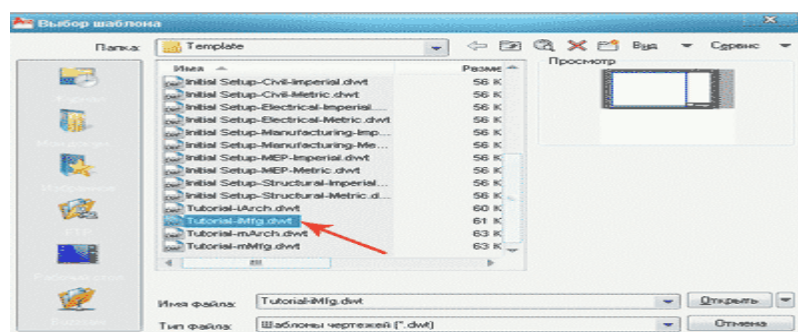 Выбор шаблона
Папка: Template Вид Сервис
Имя Размер Просмотр
Initial Setup-Civil-Imperial.dwt 56 K
Initial Setup-Civil-Metric.dwt 56 K
Initial Setup-Electrical-Imperial... 56 K
Initial Setup-Electrical-Metric.dwt 56 K
Initial Setup-Manufacturing-Imp... 56 K
Initial Setup-Manufacturing-Me... 56 K
Initial Setup-MEP-Imperial.dwt 56 K
Initial Setup-MEP-Metric.dwt 56 K
Initial Setup-Structural-Imperial... 56 K
Initial Setup-Structural-Metric.d... 56 K
Tutorial-iArch.dwt 60 K
Tutorial-iMfg.dwt 61 K
Tutorial-mArch.dwt 63 K
Tutorial-mMfg.dwt 63 K
Имя файла: Tutorial-iMfg.dwt Открыть
Тип файла: Шаблоны чертежей (*.dwt) Отмена